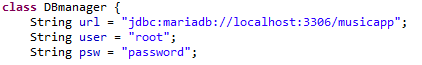 class DBmanager {
    String url = "jdbc:mariadb://localhost:3306/musicapp";
    String user = "root";
    String psw = "password";